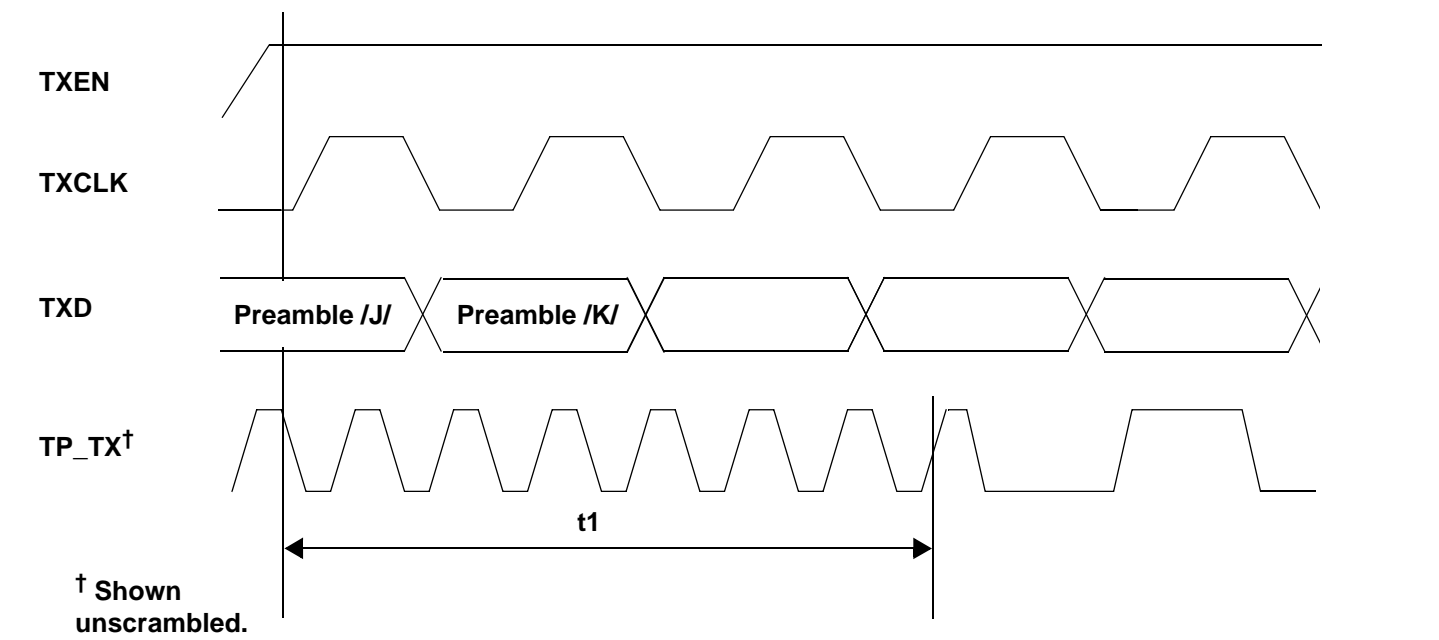 TXEN
TXCLK
TXD
Preamble /J/ Preamble /K/
TP_TX†
t1
† Shown
unscrambled.